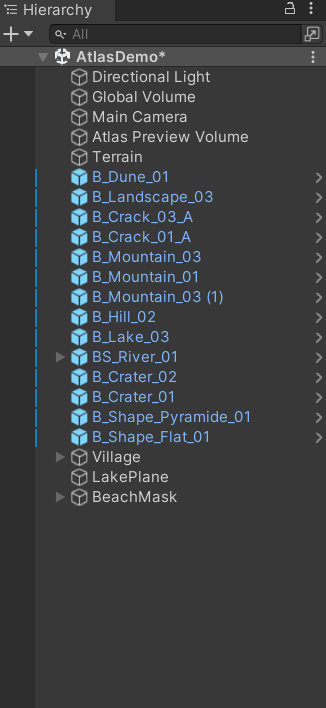 Hierarchy
All
AtlasDemo*
Directional Light
Global Volume
Main Camera
Atlas Preview Volume
Terrain
B_Dune_01
B_Landscape_03
B_Crack_03_A
B_Crack_01_A
B_Mountain_03
B_Mountain_01
B_Mountain_03 (1)
B_Hill_02
B_Lake_03
BS_River_01
B_Crater_02
B_Crater_01
B_Shape_Pyramide_01
B_Shape_Flat_01
Village
LakePlane
BeachMask